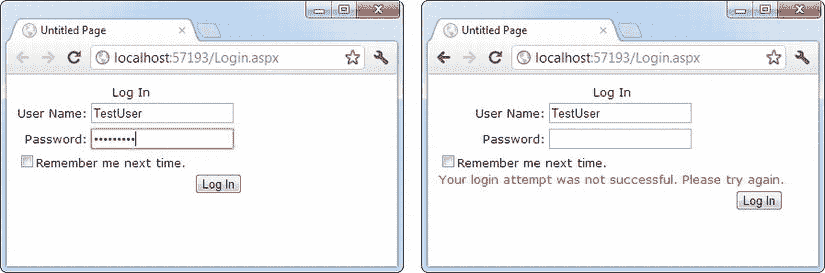 Untitled Page
localhost:57193/Login.aspx
Log In
User Name: TestUser
Password: •••••••••
Remember me next time.
Log In
Untitled Page
localhost:57193/Login.aspx
Log In
User Name: TestUser
Password:
Remember me next time.
Your login attempt was not successful. Please try again.
Log In